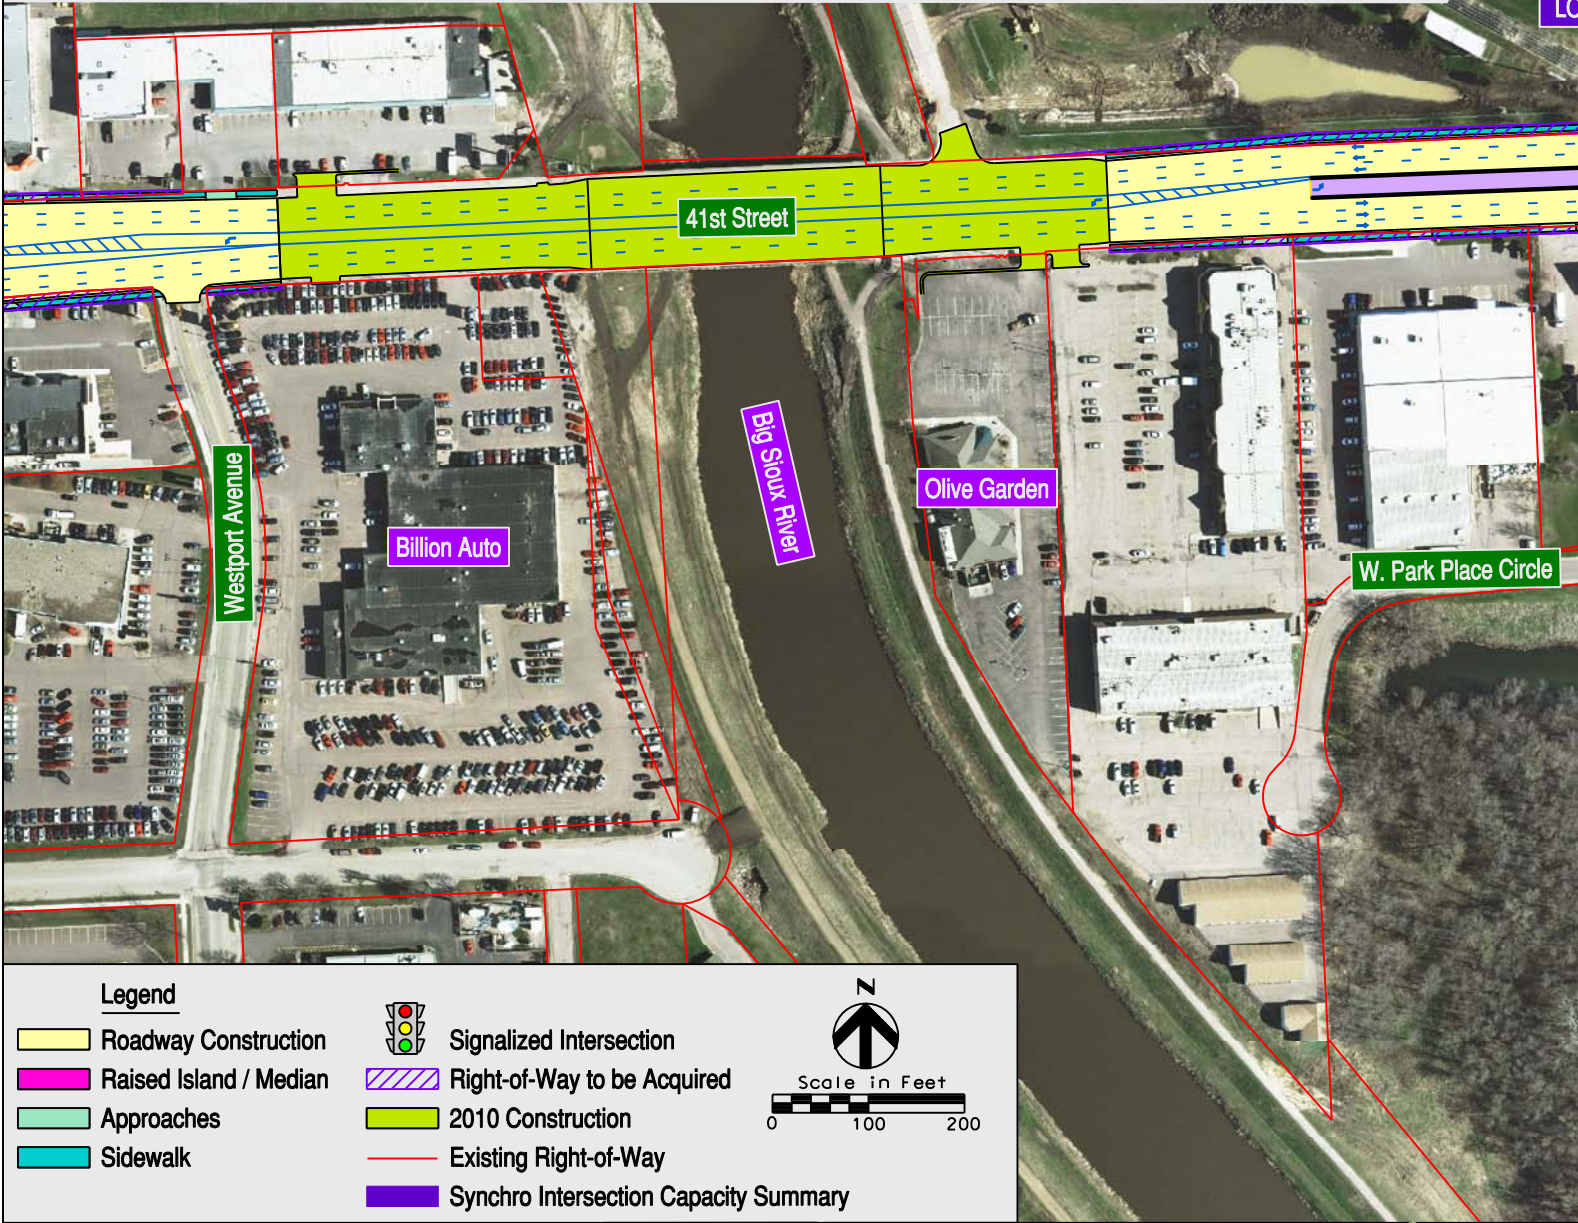 LO
41st Street
Big Sioux River
Olive Garden
Westport Avenue
Billion Auto
W. Park Place Circle
Legend
Roadway Construction
Raised Island / Median
Approaches
Sidewalk
Signalized Intersection
Right-of-Way to be Acquired
2010 Construction
Existing Right-of-Way
Synchro Intersection Capacity Summary
N
Scale in Feet
0 100 200